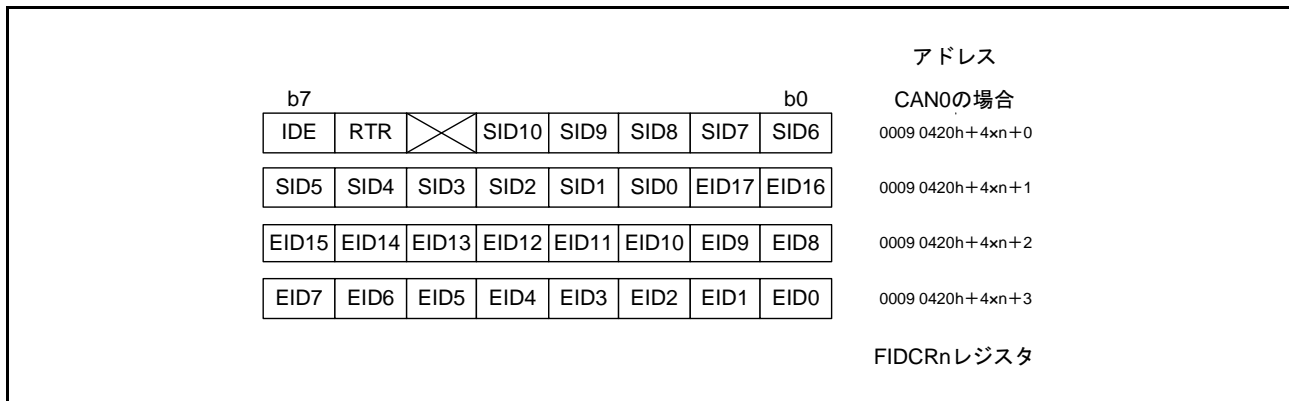 アドレス
b7 b0 CAN0の場合
IDE RTR SID10 SID9 SID8 SID7 SID6 0009 0420h+4×n+0
SID5 SID4 SID3 SID2 SID1 SID0 EID17 EID16 0009 0420h+4×n+1
EID15 EID14 EID13 EID12 EID11 EID10 EID9 EID8 0009 0420h+4×n+2
EID7 EID6 EID5 EID4 EID3 EID2 EID1 EID0 0009 0420h+4×n+3
FIDCRnレジスタ